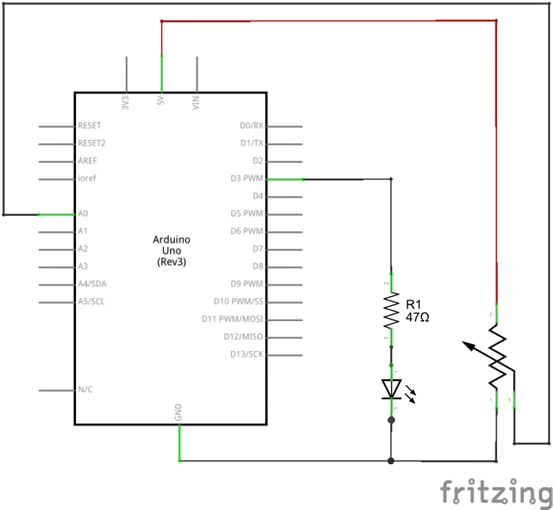 3V3
5V
VIN
RESET
D0/RX
RESET2
D1/TX
AREF
D2
ioref
D3 PWM
D4
A0
D5 PWM
A1
D6 PWM
A2
D7
A3
D8
A4/SDA
D9 PWM
A5/SCL
D10 PWM/SS
D11 PWM/MOSI
D12/MISO
D13/SCK
N/C
GND
Arduino
Uno
(Rev3)
R1
47Ω
fritzing